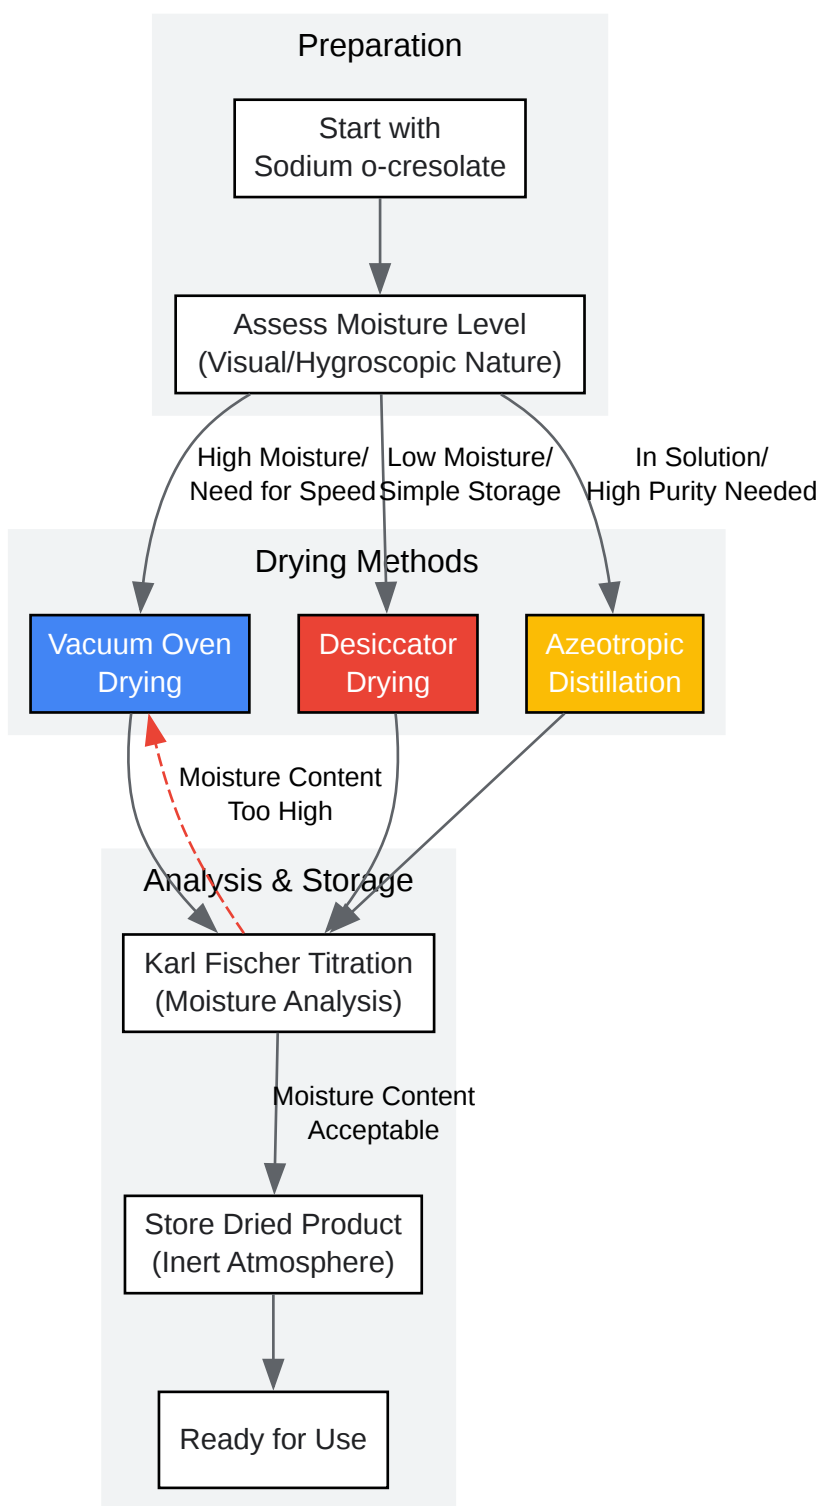 Preparation
Start with
Sodium o-cresolate
Assess Moisture Level
(Visual/Hygroscopic Nature)
High Moisture/
Need for Speed
Low Moisture/
Simple Storage
In Solution/
High Purity Needed
Drying Methods
Vacuum Oven
Drying
Desiccator
Drying
Azeotropic
Distillation
Moisture Content
Too High
Analysis & Storage
Karl Fischer Titration
(Moisture Analysis)
Moisture Content
Acceptable
Store Dried Product
(Inert Atmosphere)
Ready for Use